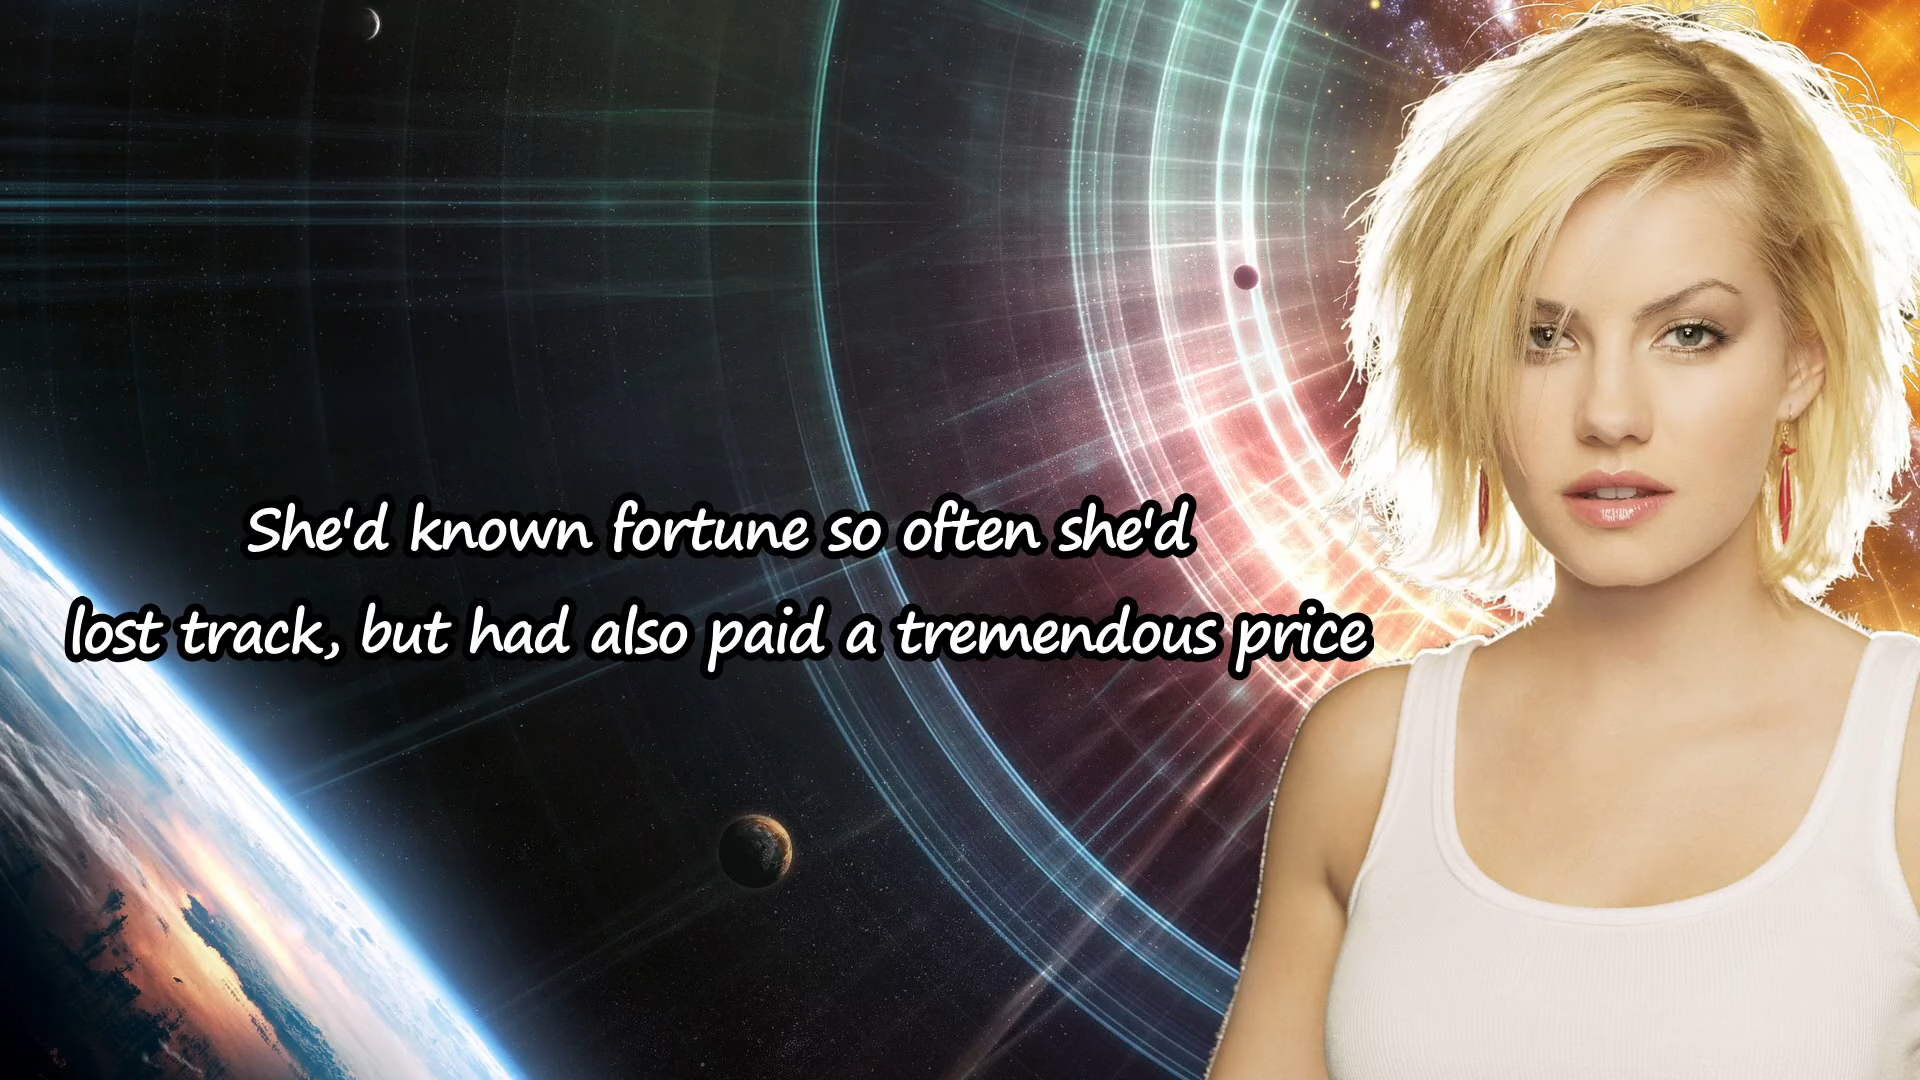 She'd known fortune so often she'd
lost track, but had also paid a tremendous price